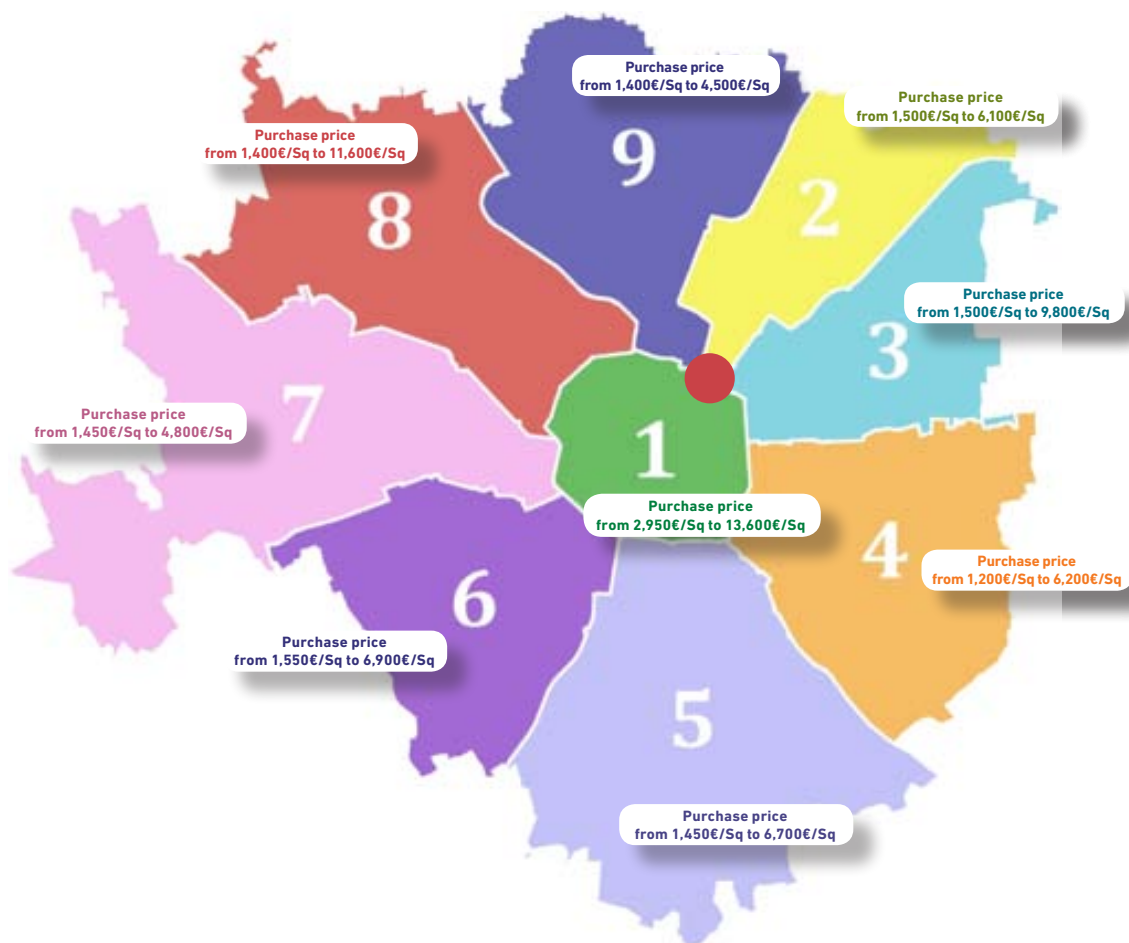 Purchase price
from 1,400€/Sq to 4,500€/Sq
9
Purchase price
from 1,500€/Sq to 6,100€/Sq
2
Purchase price
from 1,400€/Sq to 11,600€/Sq
8
Purchase price
from 1,500€/Sq to 9,800€/Sq
3
Purchase price
from 1,450€/Sq to 4,800€/Sq
7
1
Purchase price
from 2,950€/Sq to 13,600€/Sq
4
Purchase price
from 1,200€/Sq to 6,200€/Sq
6
Purchase price
from 1,550€/Sq to 6,900€/Sq
5
Purchase price
from 1,450€/Sq to 6,700€/Sq